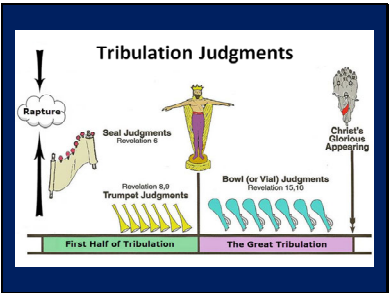 Tribulation Judgments
Rapture
Seal Judgments
Revelation 6
Christ's
Glorious
Appearing
Revelation 8,9
Trumpet Judgments
Bowl (or Vial) Judgments
Revelation 15,10
First Half of Tribulation
The Great Tribulation